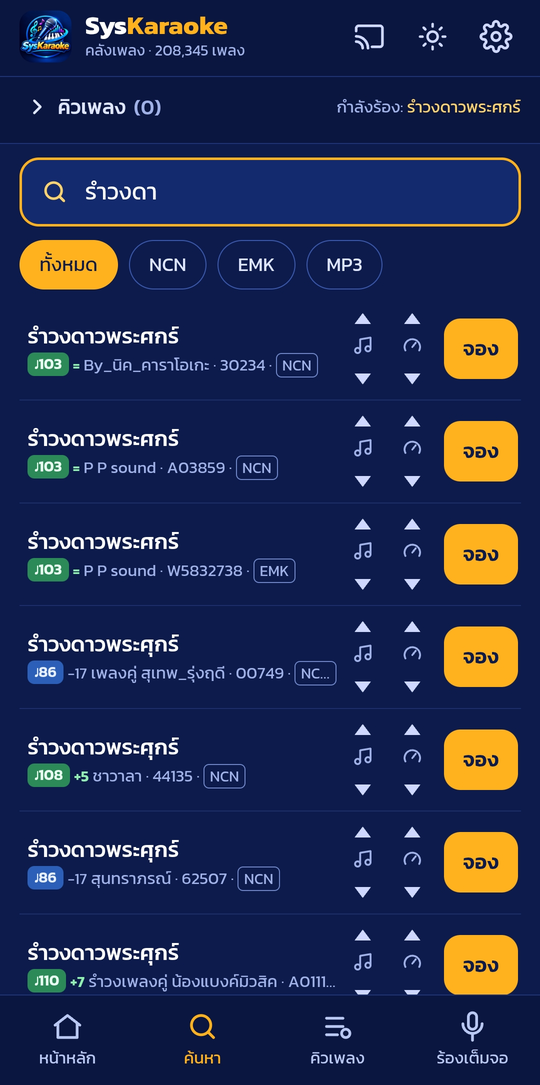 SysKaraoke
คลังเพลง · 208,345 เพลง
คิวเพลง (0)
กำลังร้อง: รำวงดาวพระศกร์
รำวงดา
ทั้งหมด NCN EMK MP3
รำวงดาวพระศกร์
♩103 = By_นิค_คาราโอเกะ · 30234 · NCN
จอง
รำวงดาวพระศกร์
♩103 = P P sound · A03859 · NCN
จอง
รำวงดาวพระศกร์
♩103 = P P sound · W5832738 · EMK
จอง
รำวงดาวพระศุกร์
♩86 -17 เพลงคู่ สุเทพ_รุ่งฤดี · 00749 · NC...
จอง
รำวงดาวพระศุกร์
♩108 +5 ชาวาลา · 44135 · NCN
จอง
รำวงดาวพระศุกร์
♩86 -17 สุนทราภรณ์ · 62507 · NCN
จอง
รำวงดาวพระศุกร์
♩110 +7 รำวงเพลงคู่ น้องแบงค์มิวสิค · A0111...
จอง
หน้าหลัก ค้นหา คิวเพลง ร้องเต็มจอ